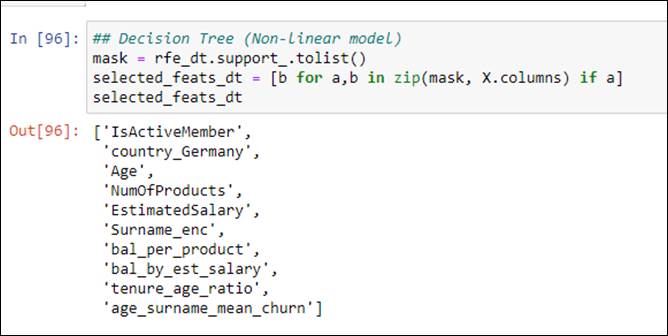 In [96]: ## Decision Tree (Non-linear model)
mask = rfe_dt.support_.tolist()
selected_feats_dt = [b for a,b in zip(mask, X.columns) if a]
selected_feats_dt
Out[96]: ['IsActiveMember',
'country_Germany',
'Age',
'NumOfProducts',
'EstimatedSalary',
'Surname_enc',
'bal_per_product',
'bal_by_est_salary',
'tenure_age_ratio',
'age_surname_mean_churn']